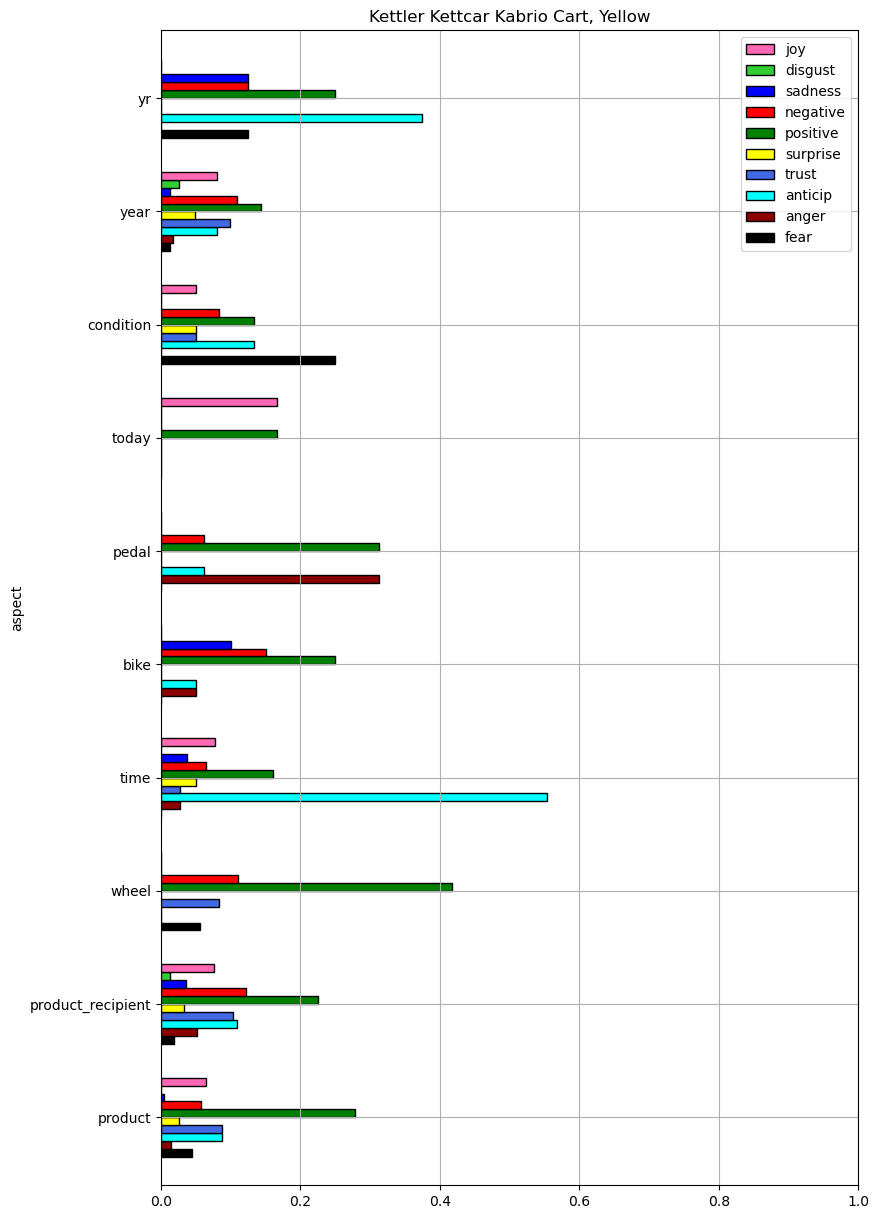 Kettler Kettcar Kabrio Cart, Yellow
joy
disgust
sadness
negative
positive
surprise
trust
anticip
anger
fear
yr
year
condition
today
pedal
bike
time
wheel
product_recipient
product
aspect
0.0 0.2 0.4 0.6 0.8 1.0